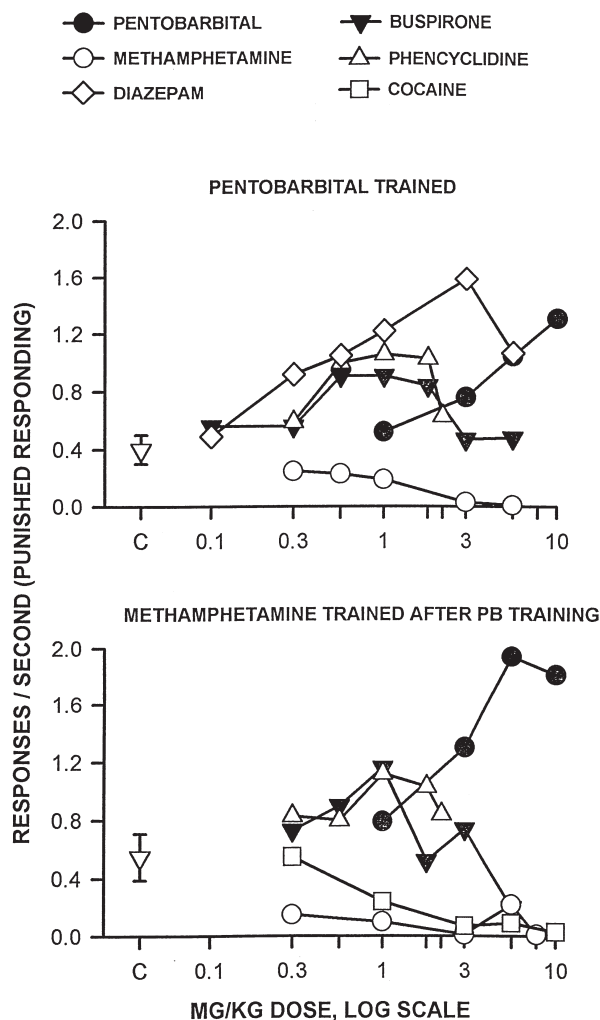 PENTOBARBITAL
METHAMPHETAMINE
DIAZEPAM
BUSPIRONE
PHENCYCLIDINE
COCAINE
PENTOBARBITAL TRAINED
2.0
1.6
1.2
0.8
0.4
0.0
C 0.1 0.3 1 3 10
RESPONSES / SECOND (PUNISHED RESPONDING)
METHAMPHETAMINE TRAINED AFTER PB TRAINING
2.0
1.6
1.2
0.8
0.4
0.0
C 0.1 0.3 1 3 10
MG/KG DOSE, LOG SCALE